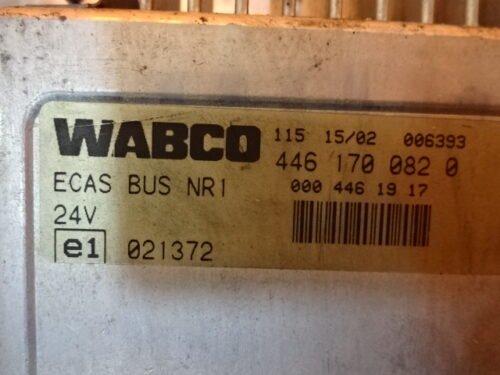 WABCO 115 15/02 006393
446 170 082 0
ECAS BUS NR1 000 446 19 17
24V
e1 021372